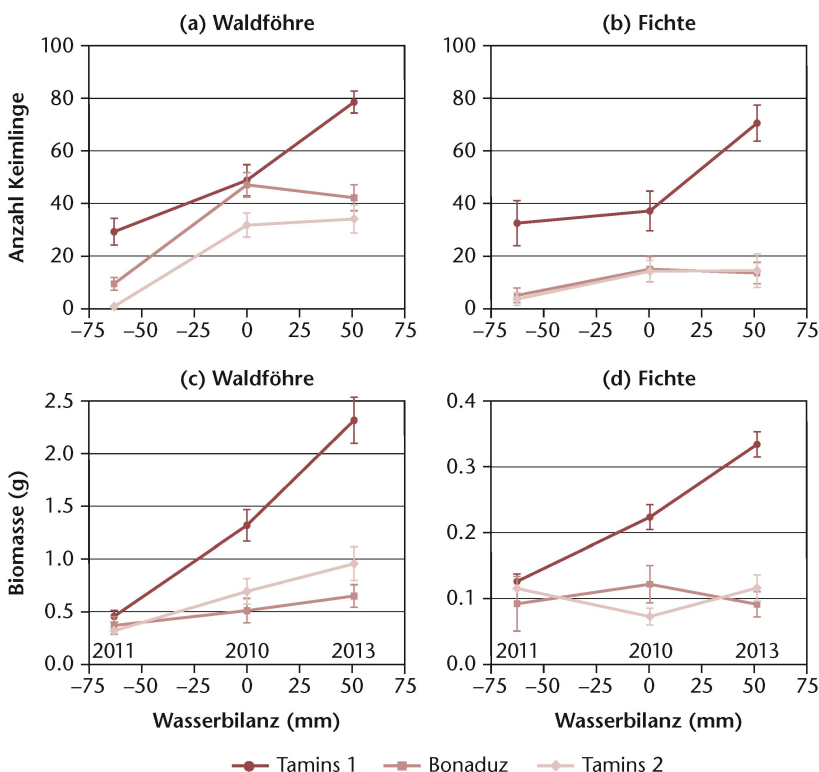 (a) Waldföhre
(b) Fichte
Anzahl Keimlinge
100
80
60
40
20
0
–75 –50 –25 0 25 50 75
100
80
60
40
20
0
–75 –50 –25 0 25 50 75
(c) Waldföhre
(d) Fichte
Biomasse (g)
2.5
2.0
1.5
1.0
0.5
0.0
2011 2010 2013
–75 –50 –25 0 25 50 75
Wasserbilanz (mm)
0.4
0.3
0.2
0.1
0.0
2011 2010 2013
–75 –50 –25 0 25 50 75
Wasserbilanz (mm)
Tamins 1 Bonaduz Tamins 2